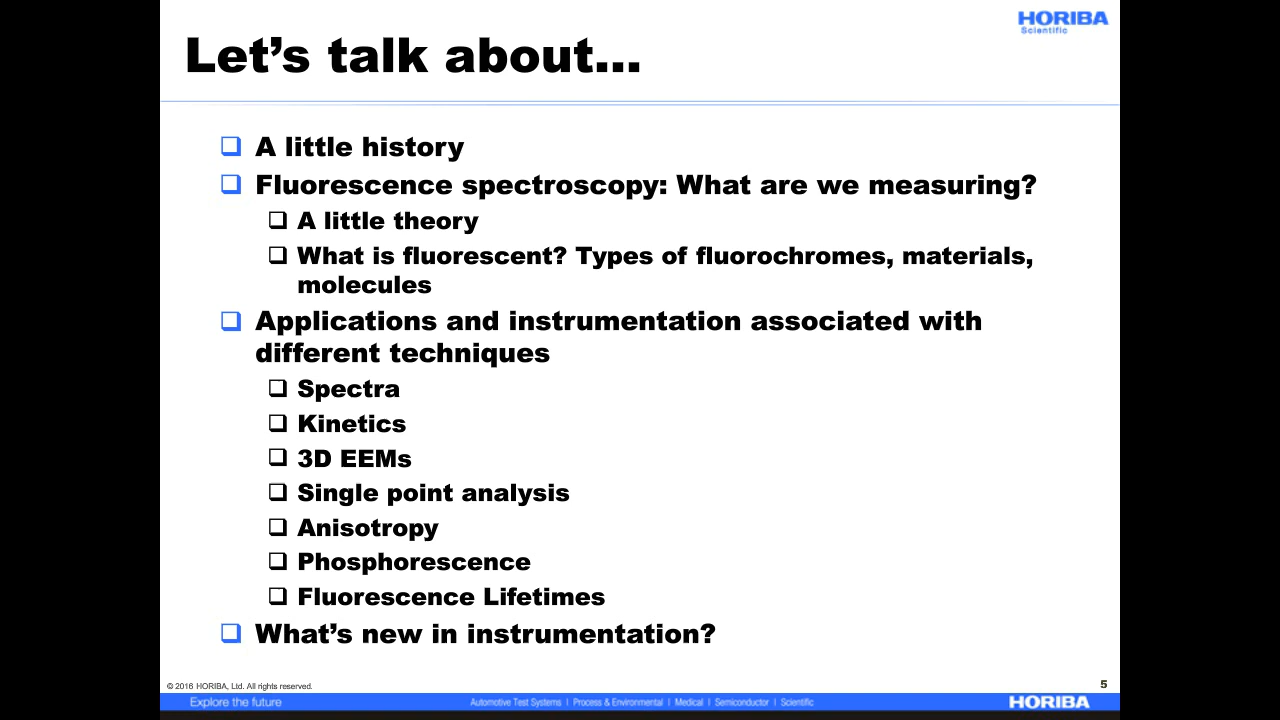 HORIBA
Scientific
Let’s talk about...
A little history
Fluorescence spectroscopy: What are we measuring?
A little theory
What is fluorescent? Types of fluorochromes, materials,
molecules
Applications and instrumentation associated with
different techniques
Spectra
Kinetics
3D EEMs
Single point analysis
Anisotropy
Phosphorescence
Fluorescence Lifetimes
What’s new in instrumentation?
© 2016 HORIBA, Ltd. All rights reserved.
5
Explore the future
Automotive Test Systems | Process & Environmental | Medical | Semiconductor | Scientific
HORIBA